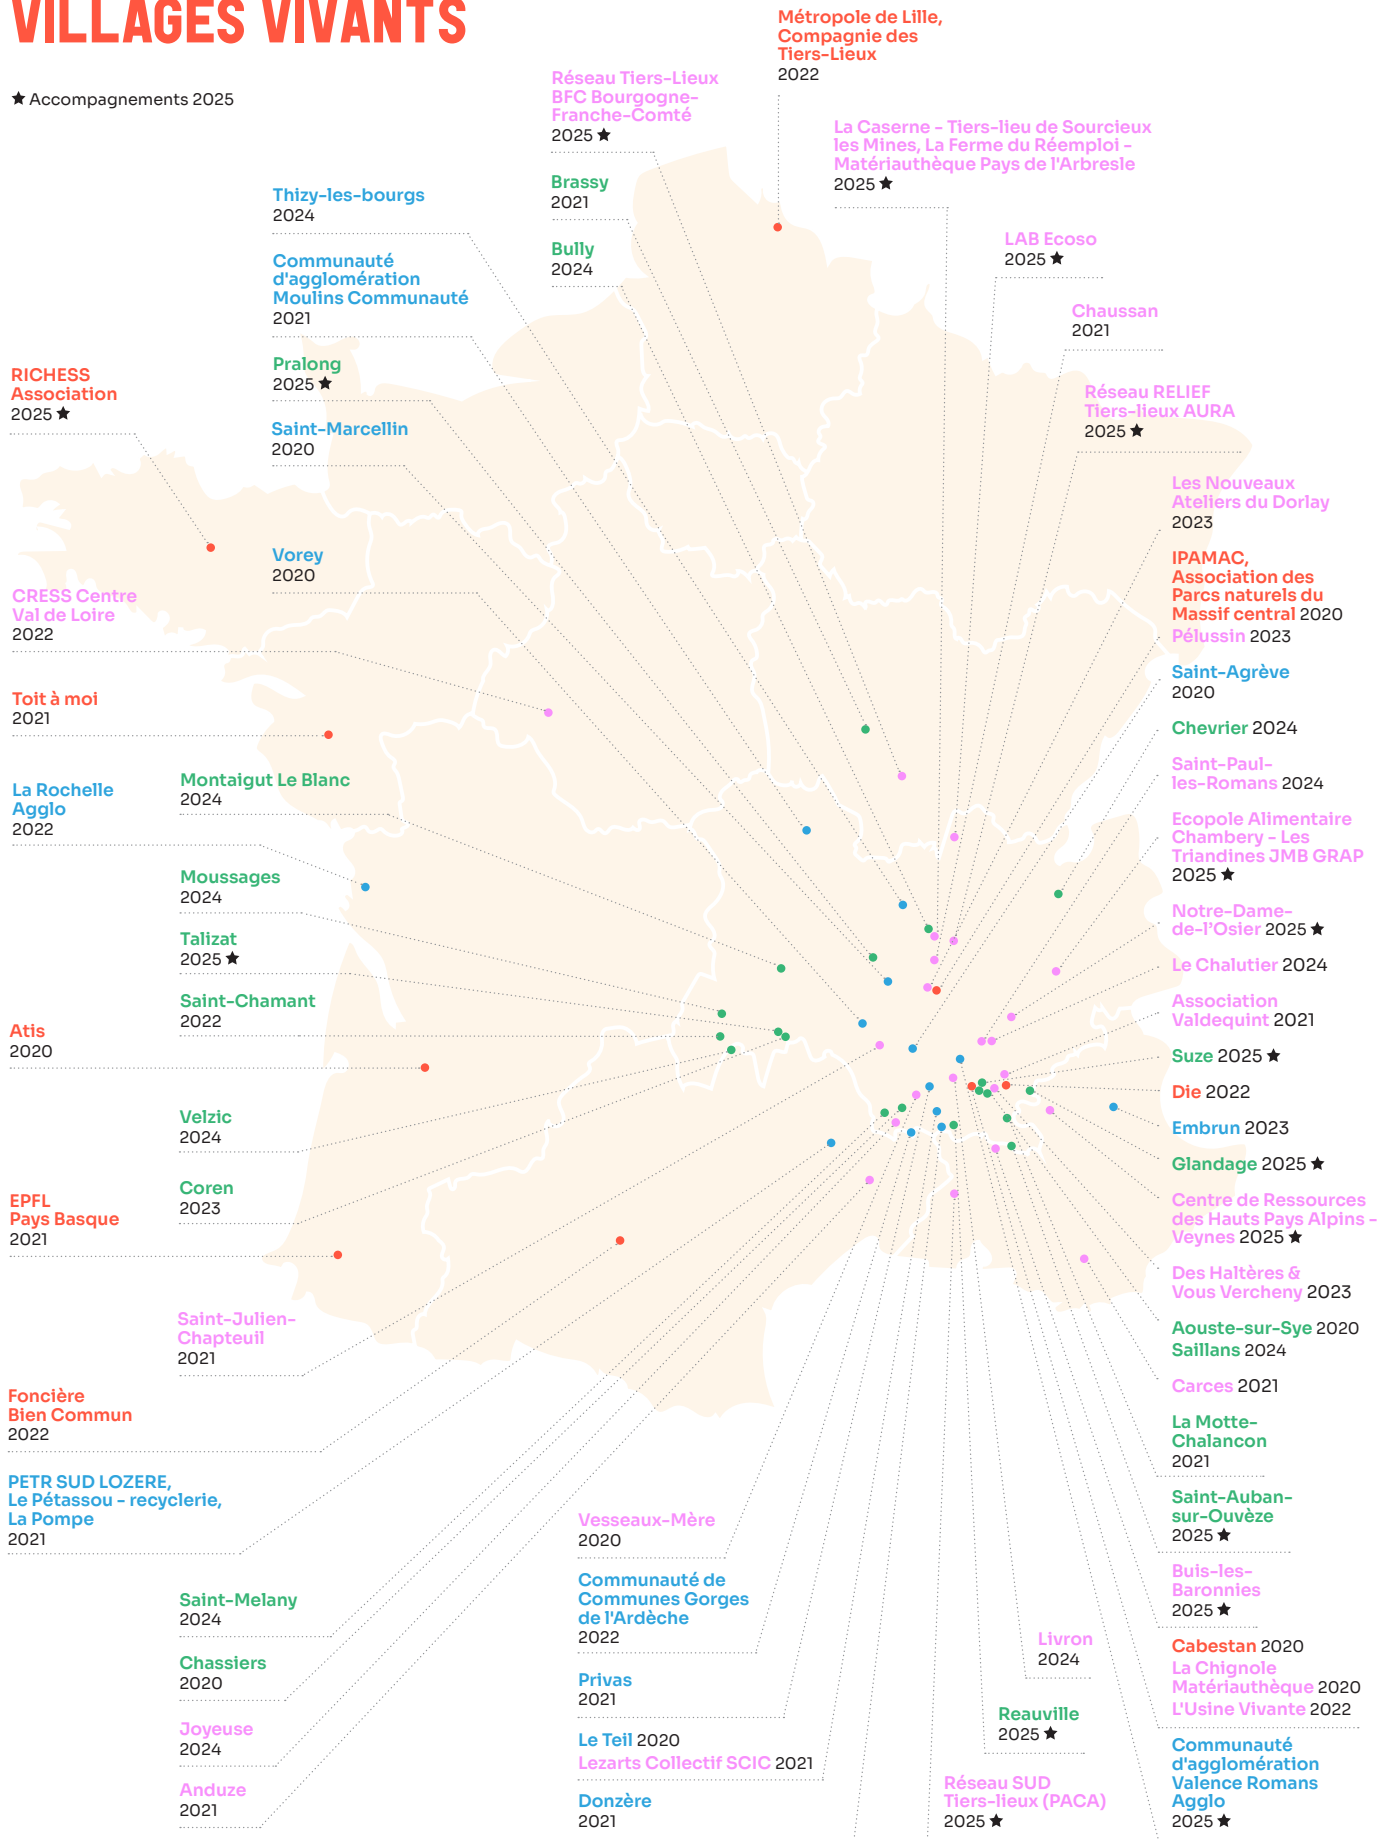 VILLAGES VIVANTS
★ Accompagnements 2025
Métropole de Lille,
Compagnie des
Tiers-Lieux
2022
Réseau Tiers-Lieux
BFC Bourgogne-
Franche-Comté
2025 ★
La Caserne - Tiers-lieu de Sourcieux
les Mines, La Ferme du Réemploi -
Matériauthèque Pays de l'Arbresle
2025 ★
Brassy
2021
Bully
2024
Thizy-les-bourgs
2024
Communauté
d'agglomération
Moulins Communauté
2021
Pralong
2025 ★
Saint-Marcellin
2020
Vorey
2020
RICHESS
Association
2025 ★
CRESS Centre
Val de Loire
2022
Toit à moi
2021
La Rochelle
Agglo
2022
Montaigut Le Blanc
2024
Moussages
2024
Talizat
2025 ★
Saint-Chamant
2022
Atis
2020
Velzic
2024
Coren
2023
EPFL
Pays Basque
2021
Saint-Julien-
Chapteuil
2021
Foncière
Bien Commun
2022
PETR SUD LOZERE,
Le Pétassou - recyclerie,
La Pompe
2021
Saint-Melany
2024
Chassiers
2020
Joyeuse
2024
Anduze
2021
Vesseaux-Mère
2020
Communauté de
Communes Gorges
de l'Ardèche
2022
Privas
2021
Le Teil 2020
Lezarts Collectif SCIC 2021
Donzère
2021
LAB Ecoso
2025 ★
Chaussan
2021
Réseau RELIEF
Tiers-lieux AURA
2025 ★
Les Nouveaux
Ateliers du Dorlay
2023
IPAMAC,
Association des
Parcs naturels du
Massif central 2020
Pélussin 2023
Saint-Agrève
2020
Chevrier 2024
Saint-Paul-
les-Romans 2024
Ecopole Alimentaire
Chambery - Les
Triandines JMB GRAP
2025 ★
Notre-Dame-
de-l'Osier 2025 ★
Le Chalutier 2024
Association
Valdequint 2021
Suze 2025 ★
Die 2022
Embrun 2023
Glandage 2025 ★
Centre de Ressources
des Hauts Pays Alpins -
Veynes 2025 ★
Des Haltères &
Vous Vercheny 2023
Aouste-sur-Sye 2020
Saillans 2024
Carces 2021
La Motte-
Chalancon
2021
Saint-Auban-
sur-Ouvèze
2025 ★
Buis-les-
Baronnies
2025 ★
Cabestan 2020
La Chignole
Matériauthèque 2020
L'Usine Vivante 2022
Communauté
d'agglomération
Valence Romans
Agglo
2025 ★
Livron
2024
Reauville
2025 ★
Réseau SUD
Tiers-lieux (PACA)
2025 ★